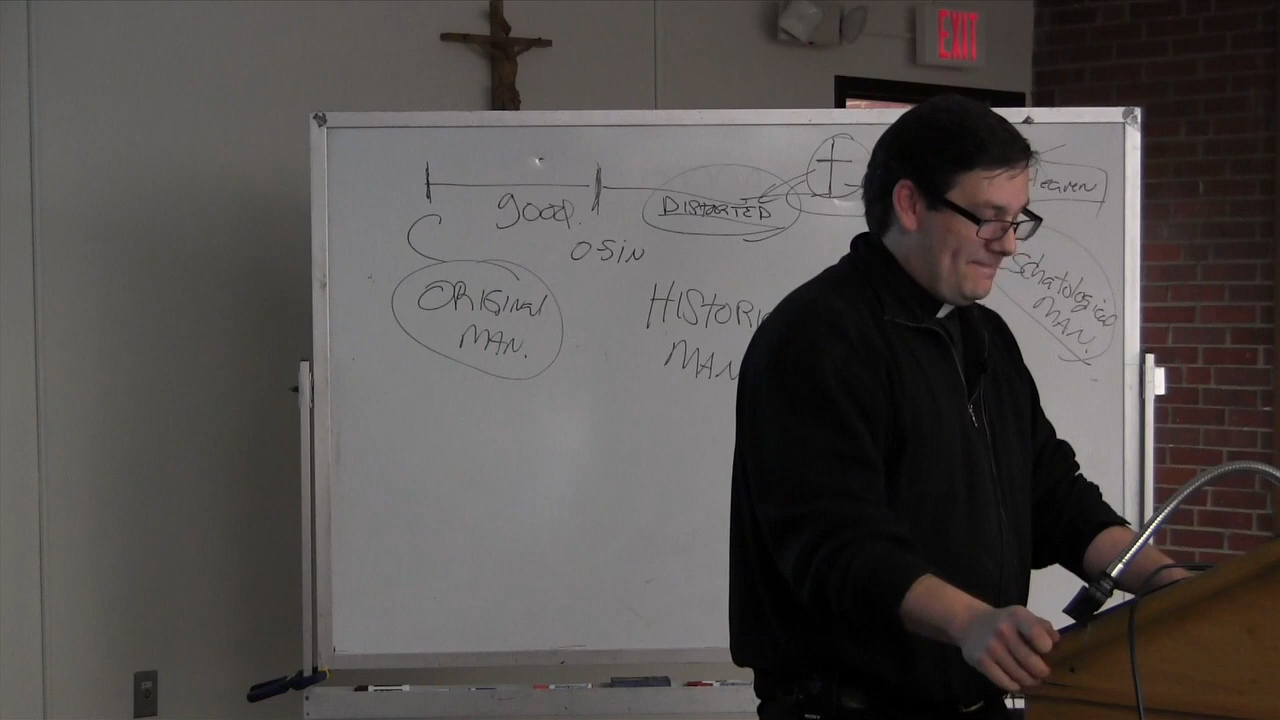 EXIT
good.
DISTORTED
Heaven
O-SIN
ORIGINAL
MAN.
HISTORI
MAN
schatological
MAN.